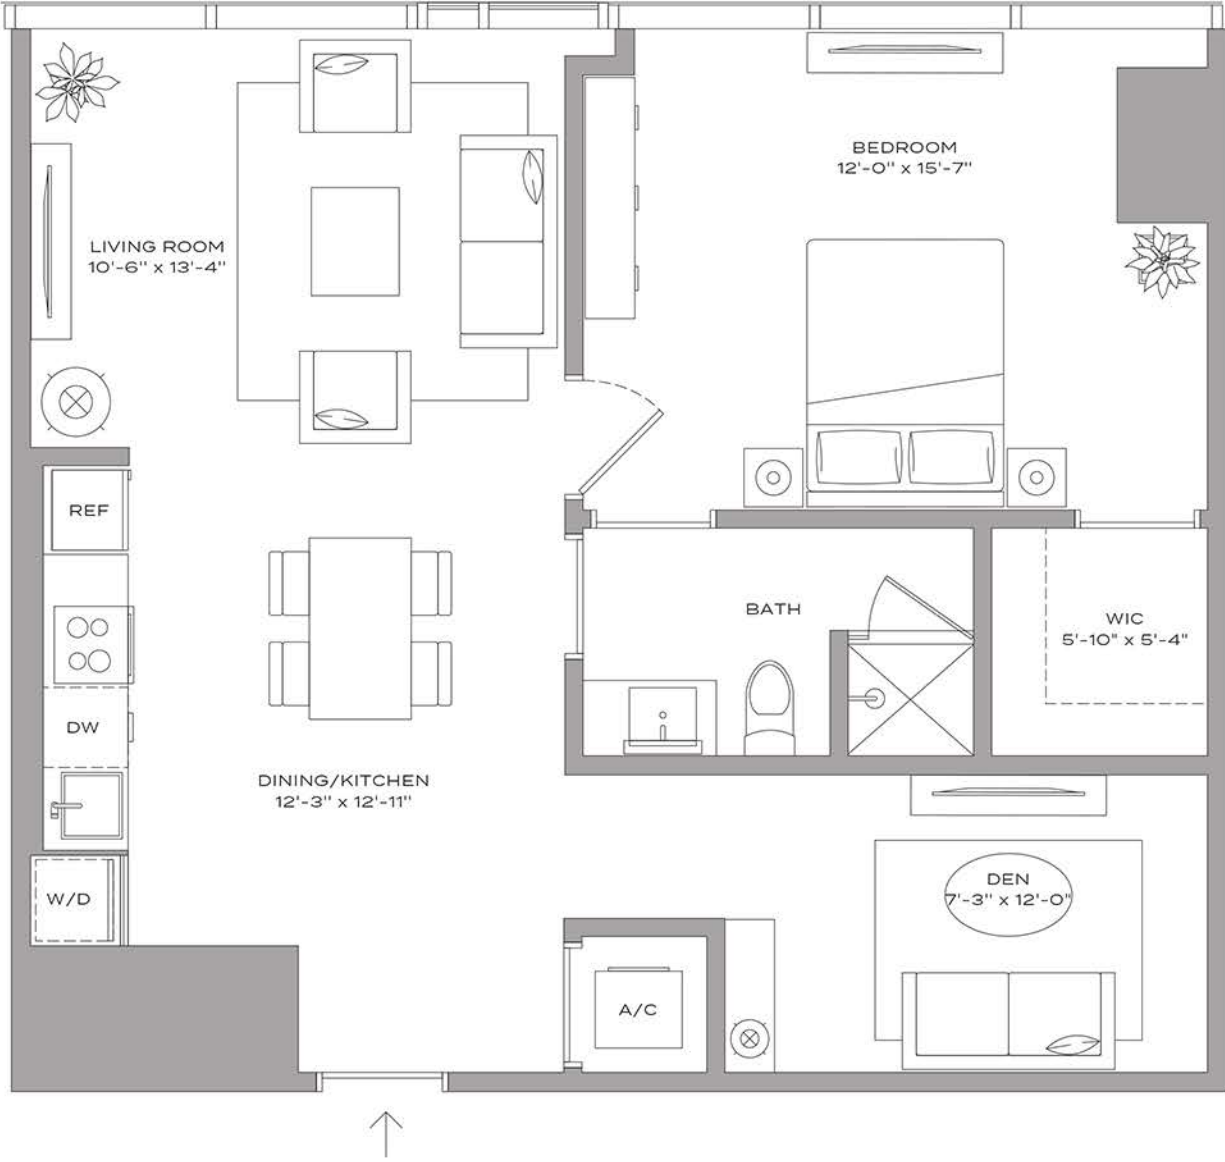 BEDROOM
12'-0" x 15'-7"
LIVING ROOM
10'-6" x 13'-4"
REF
BATH
WIC
5'-10" x 5'-4"
DW
DINING/KITCHEN
12'-3" x 12'-11"
DEN
7'-3" x 12'-0"
W/D
A/C